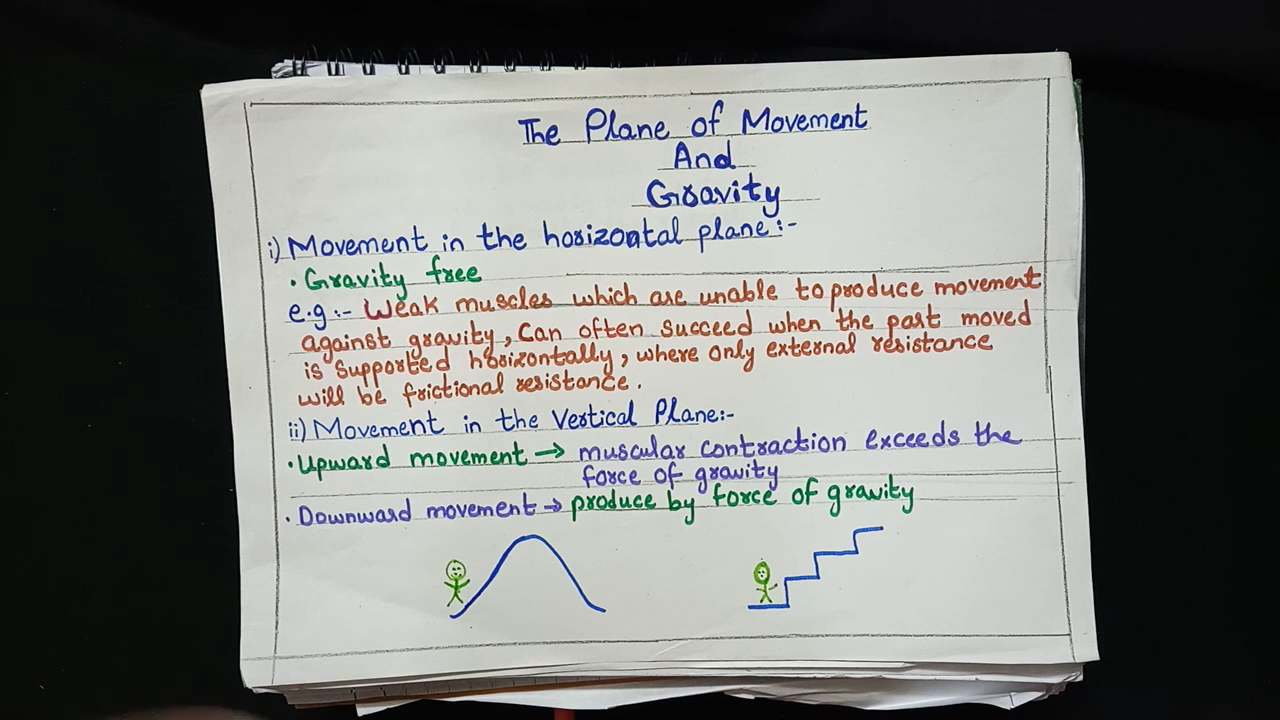 The Plane of Movement
And
Gravity
i) Movement in the horizontal plane:-
• Gravity free
e.g:- Weak muscles which are unable to produce movement
against gravity, Can often succeed when the part moved
is supported horizontally, where only external resistance
will be frictional resistance.
ii) Movement in the Vertical Plane:-
• Upward movement → muscular contraction exceeds the
force of gravity
• Downward movement → produce by force of gravity